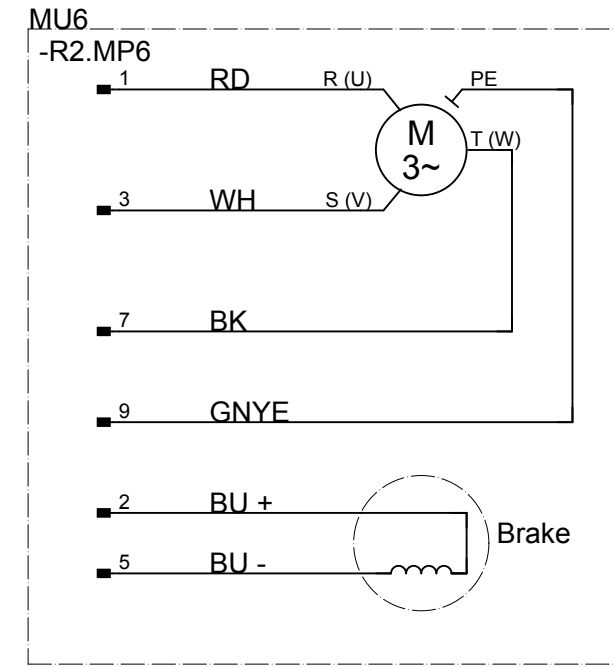 MU6
-R2.MP6
1 RD R (U) PE
M
3~
T (W)
3 WH S (V)
7 BK
9 GNYE
2 BU +
Brake
5 BU -